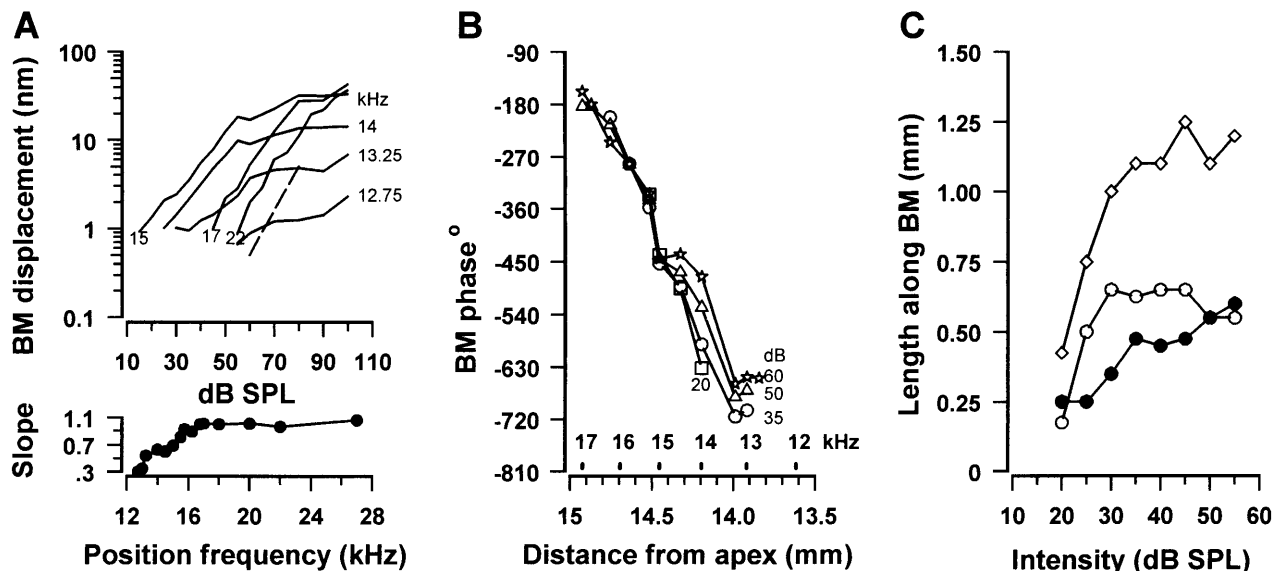 A
BM displacement (nm)
100
10
1
0.1
kHz
14
13.25
12.75
15
17
22
10 30 50 70 90 110
dB SPL
Slope
1.1
0.7
.3
12 16 20 24 28
Position frequency (kHz)
B
BM phase°
-90
-180
-270
-360
-450
-540
-630
-720
-810
dB
60
50
35
20
17 16 15 14 13 12 kHz
15 14.5 14.0 13.5
Distance from apex (mm)
C
Length along BM (mm)
1.50
1.25
1.00
0.75
0.50
0.25
0
10 20 30 40 50 60
Intensity (dB SPL)